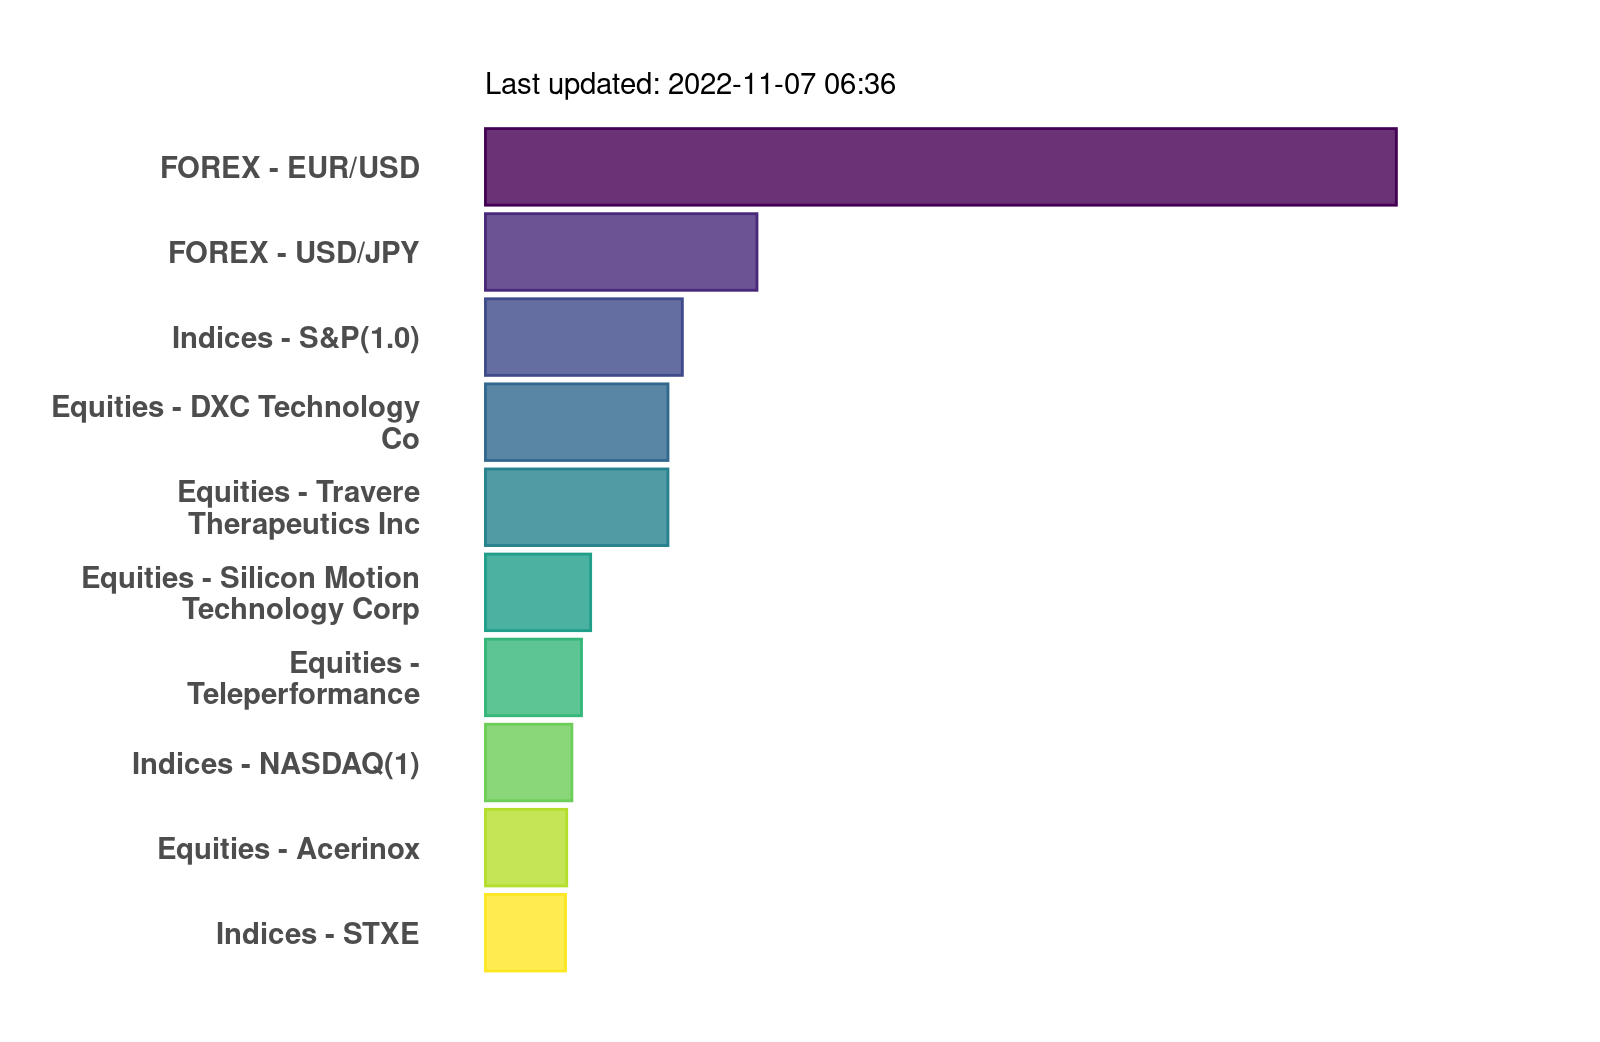 Last updated: 2022-11-07 06:36
FOREX - EUR/USD
FOREX - USD/JPY
Indices - S&P(1.0)
Equities - DXC Technology
Co
Equities - Travere
Therapeutics Inc
Equities - Silicon Motion
Technology Corp
Equities -
Teleperformance
Indices - NASDAQ(1)
Equities - Acerinox
Indices - STXE